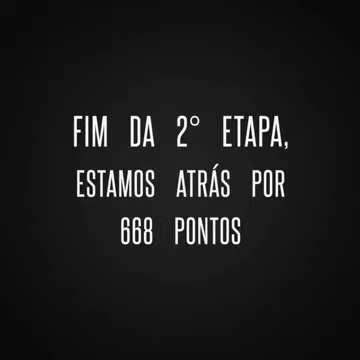 FIM DA 2° ETAPA,
ESTAMOS ATRÁS POR
668 PONTOS